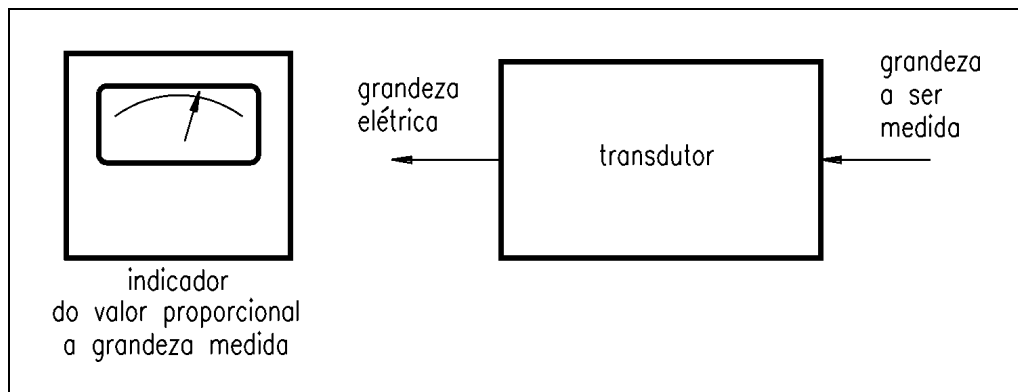 grandeza
elétrica
transdutor
grandeza
a ser
medida
indicador
do valor proporcional
a grandeza medida